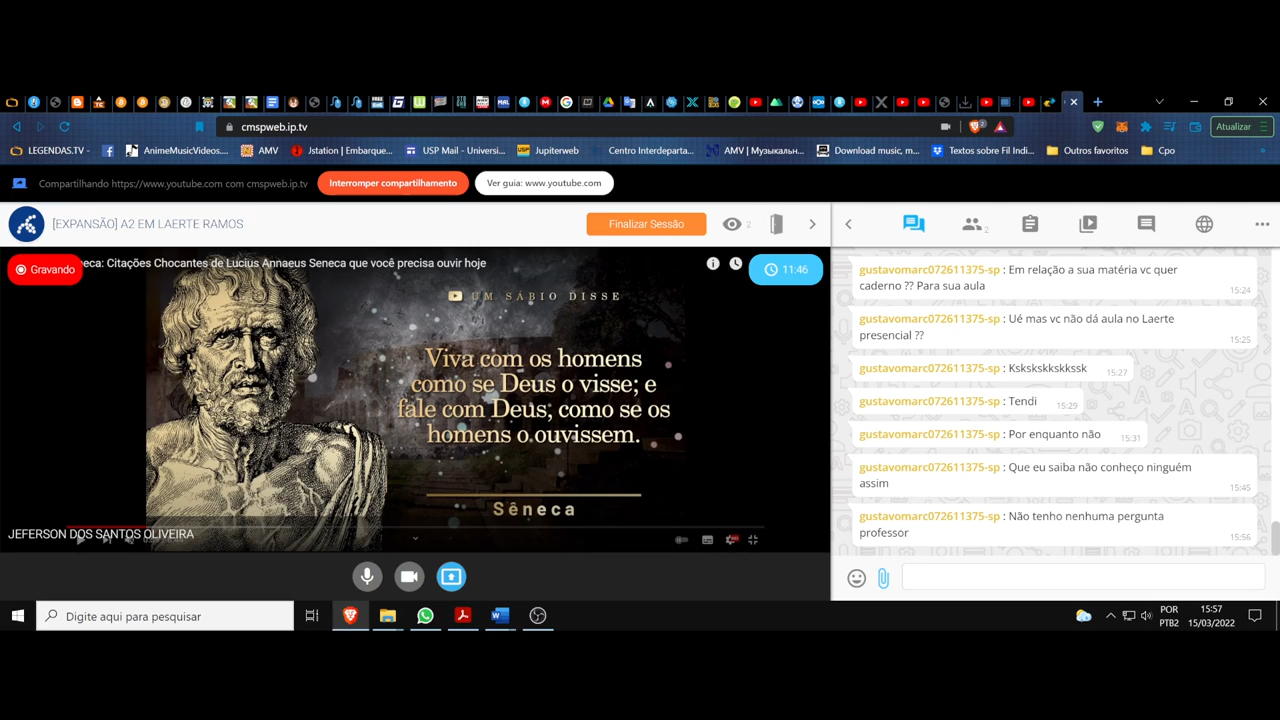 cmspweb.ip.tv
Atualizar
LEGENDAS.TV -
AnimeMusicVideos....
AMV
Jstation | Embarque...
USP Mail - Universi...
Jupiterweb
Centro Interdeparta...
AMV | Музыкальн...
Download music, m...
Textos sobre Fil Indi...
Outros favoritos
Cpo
Compartilhando https://www.youtube.com com cmspweb.ip.tv
Interromper compartilhamento
Ver guia: www.youtube.com
[EXPANSÃO] A2 EM LAERTE RAMOS
Finalizar Sessão
2
2
Gravando
eca: Citações Chocantes de Lucius Annaeus Seneca que você precisa ouvir hoje
11:46
UM SÁBIO DISSE
Viva com os homens
como se Deus o visse; e
fale com Deus, como se os
homens o ouvissem.
Sêneca
JEFERSON DOS SANTOS OLIVEIRA
gustavomarc072611375-sp : Em relação a sua matéria vc quer
caderno ?? Para sua aula
15:24
gustavomarc072611375-sp : Ué mas vc não dá aula no Laerte
presencial ??
15:25
gustavomarc072611375-sp : Kskskskkskkssk
15:27
gustavomarc072611375-sp : Tendi
15:29
gustavomarc072611375-sp : Por enquanto não
15:31
gustavomarc072611375-sp : Que eu saiba não conheço ninguém
assim
15:45
gustavomarc072611375-sp : Não tenho nenhuma pergunta
professor
15:56
Digite aqui para pesquisar
POR
PTB2
15:57
15/03/2022